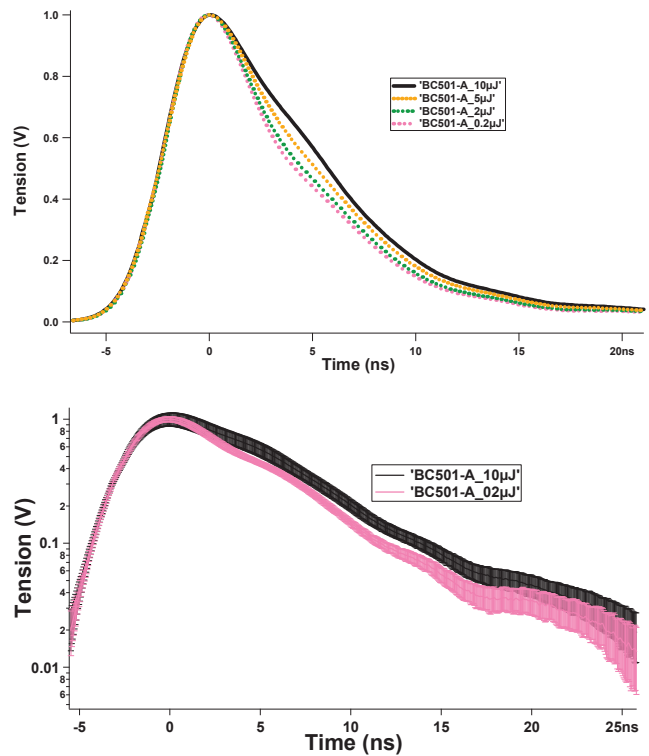 1.0
0.8
0.6
0.4
0.2
0.0
Tension (V)
'BC501-A_10µJ'
'BC501-A_5µJ'
'BC501-A_2µJ'
'BC501-A_0.2µJ'
-5 0 5 10 15 20ns
Time (ns)
1
8
6
4
2
0.1
8
6
4
2
0.01
8
6
Tension (V)
'BC501-A_10µJ'
'BC501-A_02µJ'
-5 0 5 10 15 20 25ns
Time (ns)